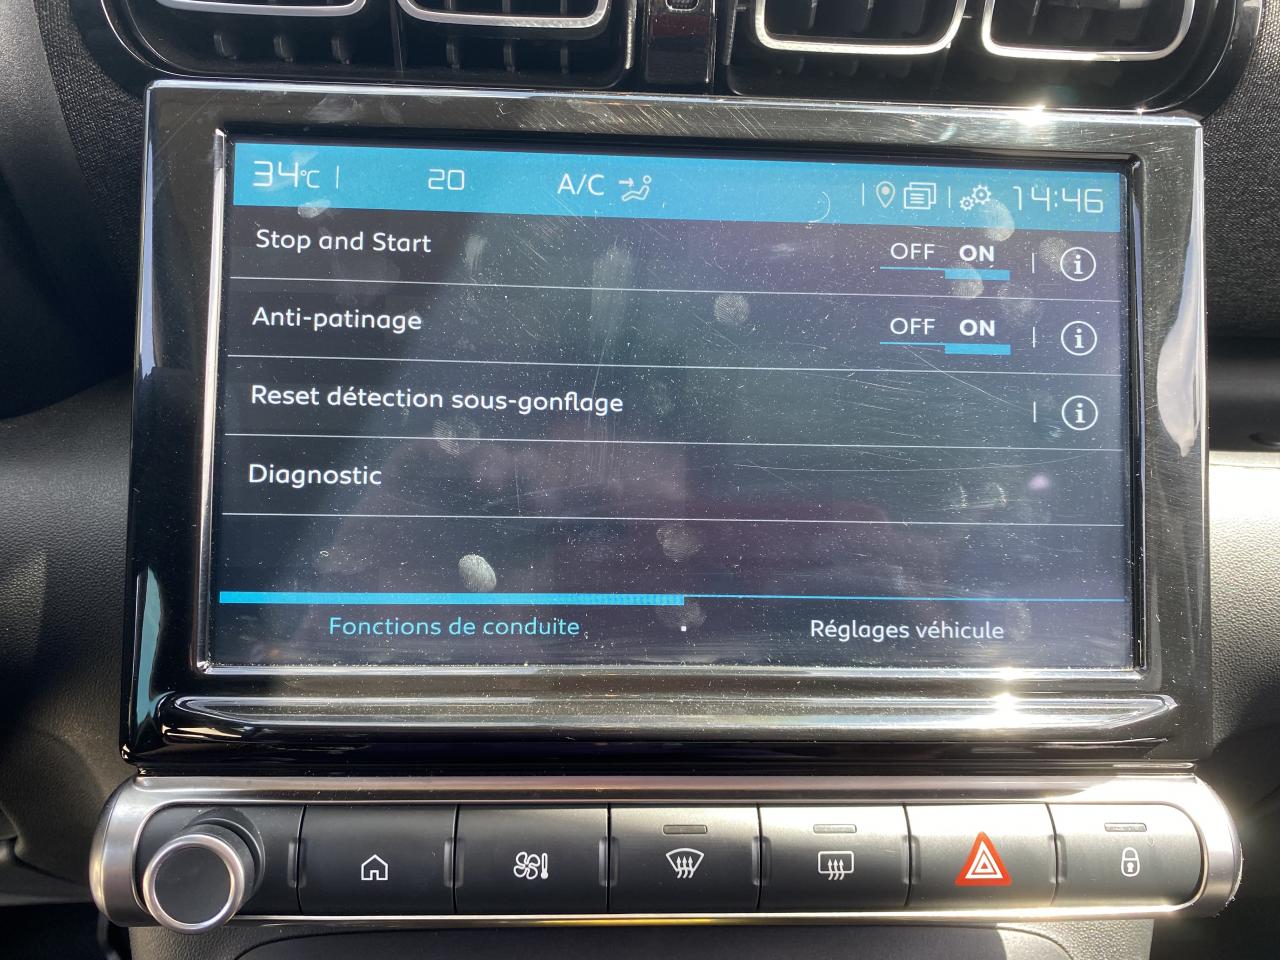 34°C 20 A/C 14:46
Stop and Start OFF ON
Anti-patinage OFF ON
Reset détection sous-gonflage
Diagnostic
Fonctions de conduite Réglages véhicule